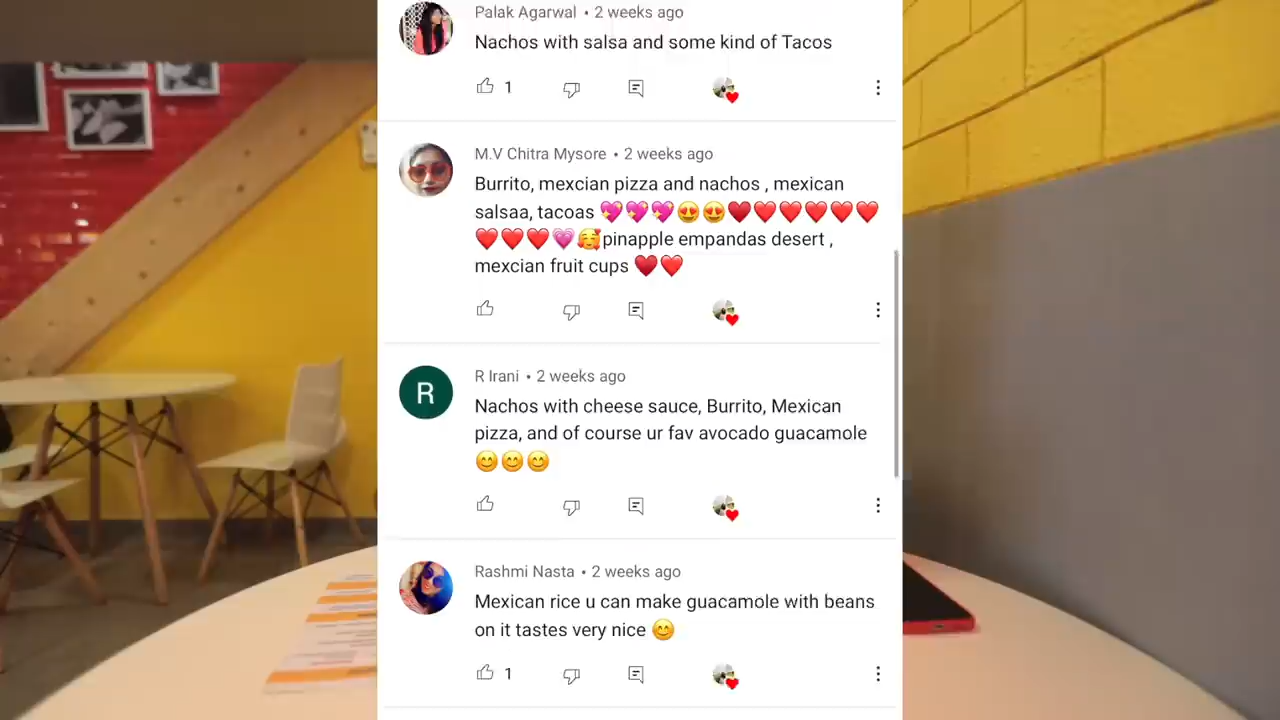 Palak Agarwal • 2 weeks ago
Nachos with salsa and some kind of Tacos
1
M.V Chitra Mysore • 2 weeks ago
Burrito, mexcian pizza and nachos , mexican
salsaa, tacoas 💖💖💖😍😍♥️❤️❤️❤️❤️❤️
❤️❤️❤️💗🥰pinapple empandas desert ,
mexcian fruit cups ♥️❤️
R
R Irani • 2 weeks ago
Nachos with cheese sauce, Burrito, Mexican
pizza, and of course ur fav avocado guacamole
😊😊😊
Rashmi Nasta • 2 weeks ago
Mexican rice u can make guacamole with beans
on it tastes very nice 😊
1